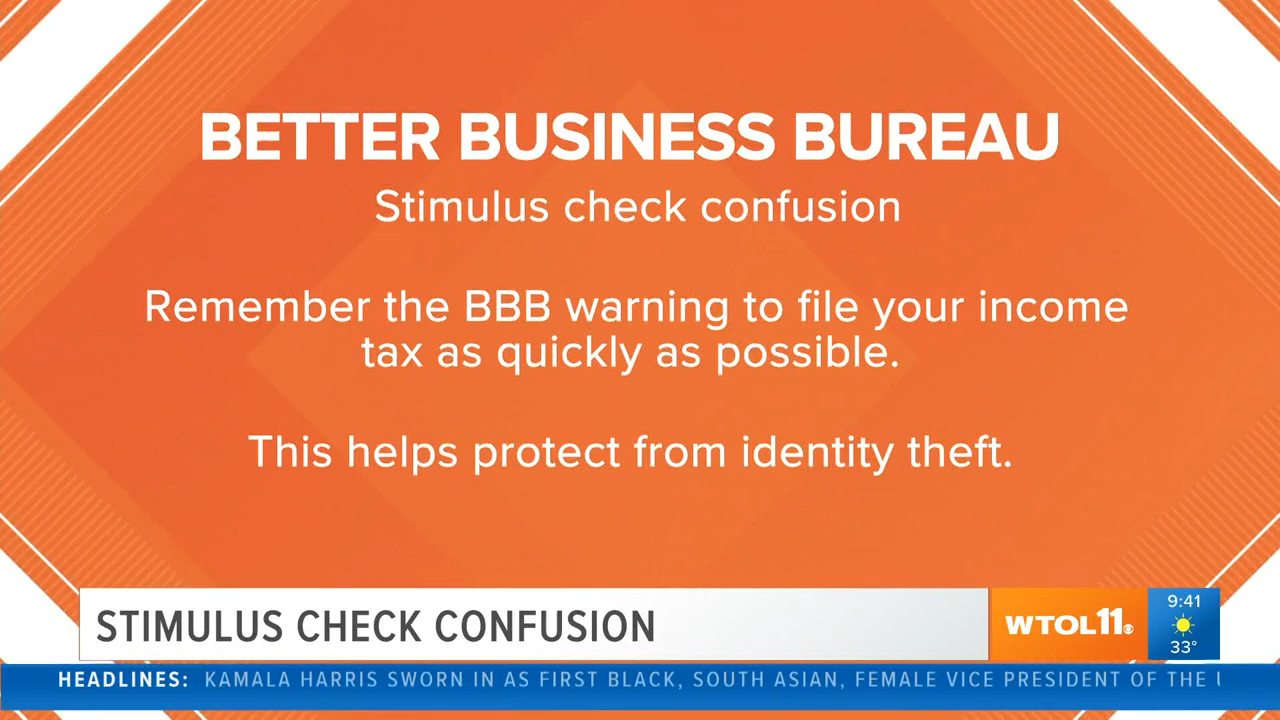 BETTER BUSINESS BUREAU
Stimulus check confusion
Remember the BBB warning to file your income
tax as quickly as possible.
This helps protect from identity theft.
STIMULUS CHECK CONFUSION
WTOL11
9:41
33°
HEADLINES: KAMALA HARRIS SWORN IN AS FIRST BLACK, SOUTH ASIAN, FEMALE VICE PRESIDENT OF THE